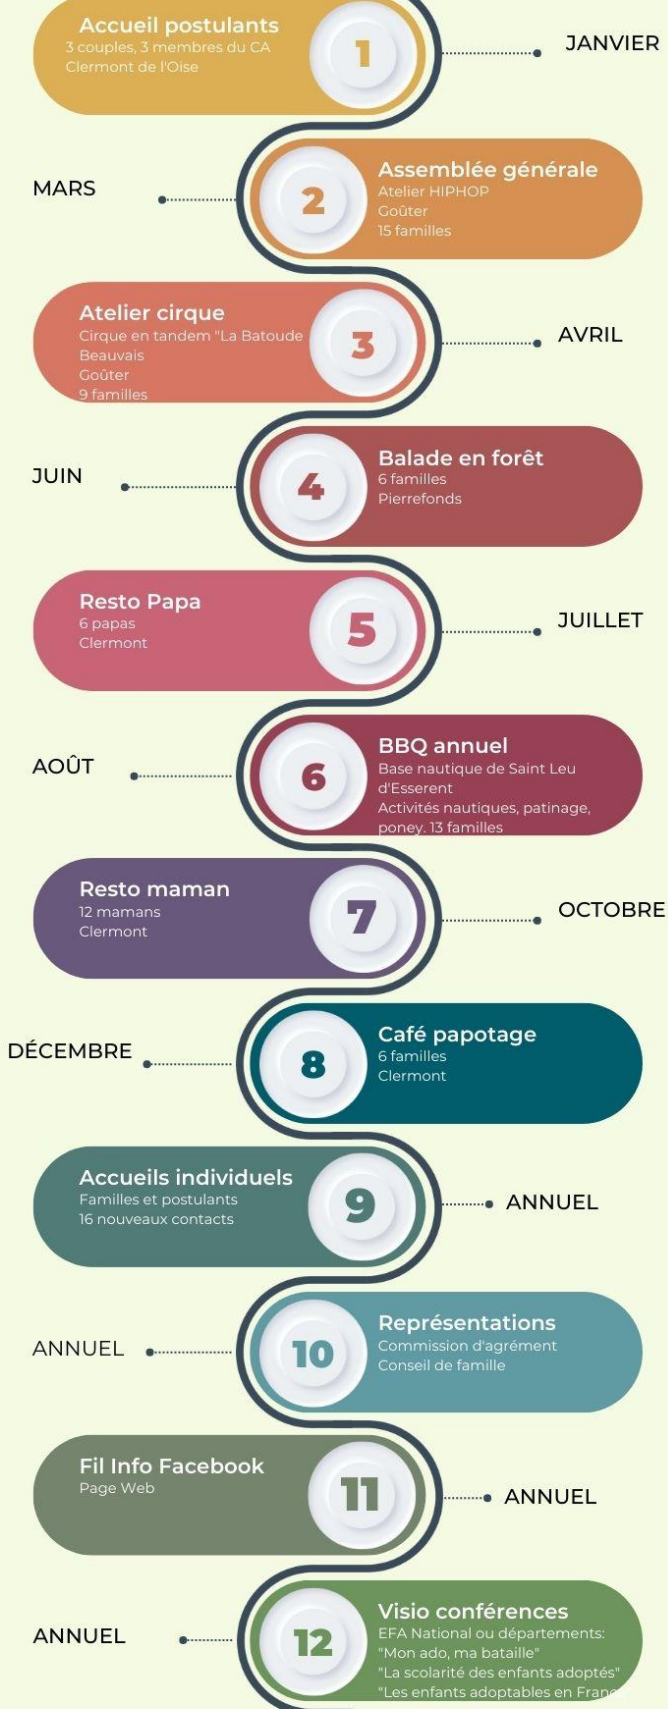 Accueil postulants
3 couples, 3 membres du CA
Clermont de l'Oise
1
JANVIER
MARS
2
Assemblée générale
Atelier HIPHOP
Goûter
15 familles
Atelier cirque
Cirque en tandem "La Batoude
Beauvais
Goûter
9 familles
3
AVRIL
JUIN
4
Balade en forêt
6 familles
Pierrefonds
Resto Papa
6 papas
Clermont
5
JUILLET
AOÛT
6
BBQ annuel
Base nautique de Saint Leu
d'Esserent
Activités nautiques, patinage,
poney. 13 familles
Resto maman
12 mamans
Clermont
7
OCTOBRE
DÉCEMBRE
8
Café papotage
6 familles
Clermont
Accueils individuels
Familles et postulants
16 nouveaux contacts
9
ANNUEL
ANNUEL
10
Représentations
Commission d'agrément
Conseil de famille
Fil Info Facebook
Page Web
11
ANNUEL
ANNUEL
12
Visio conférences
EFA National ou départements:
"Mon ado, ma bataille"
"La scolarité des enfants adoptés"
"Les enfants adoptables en